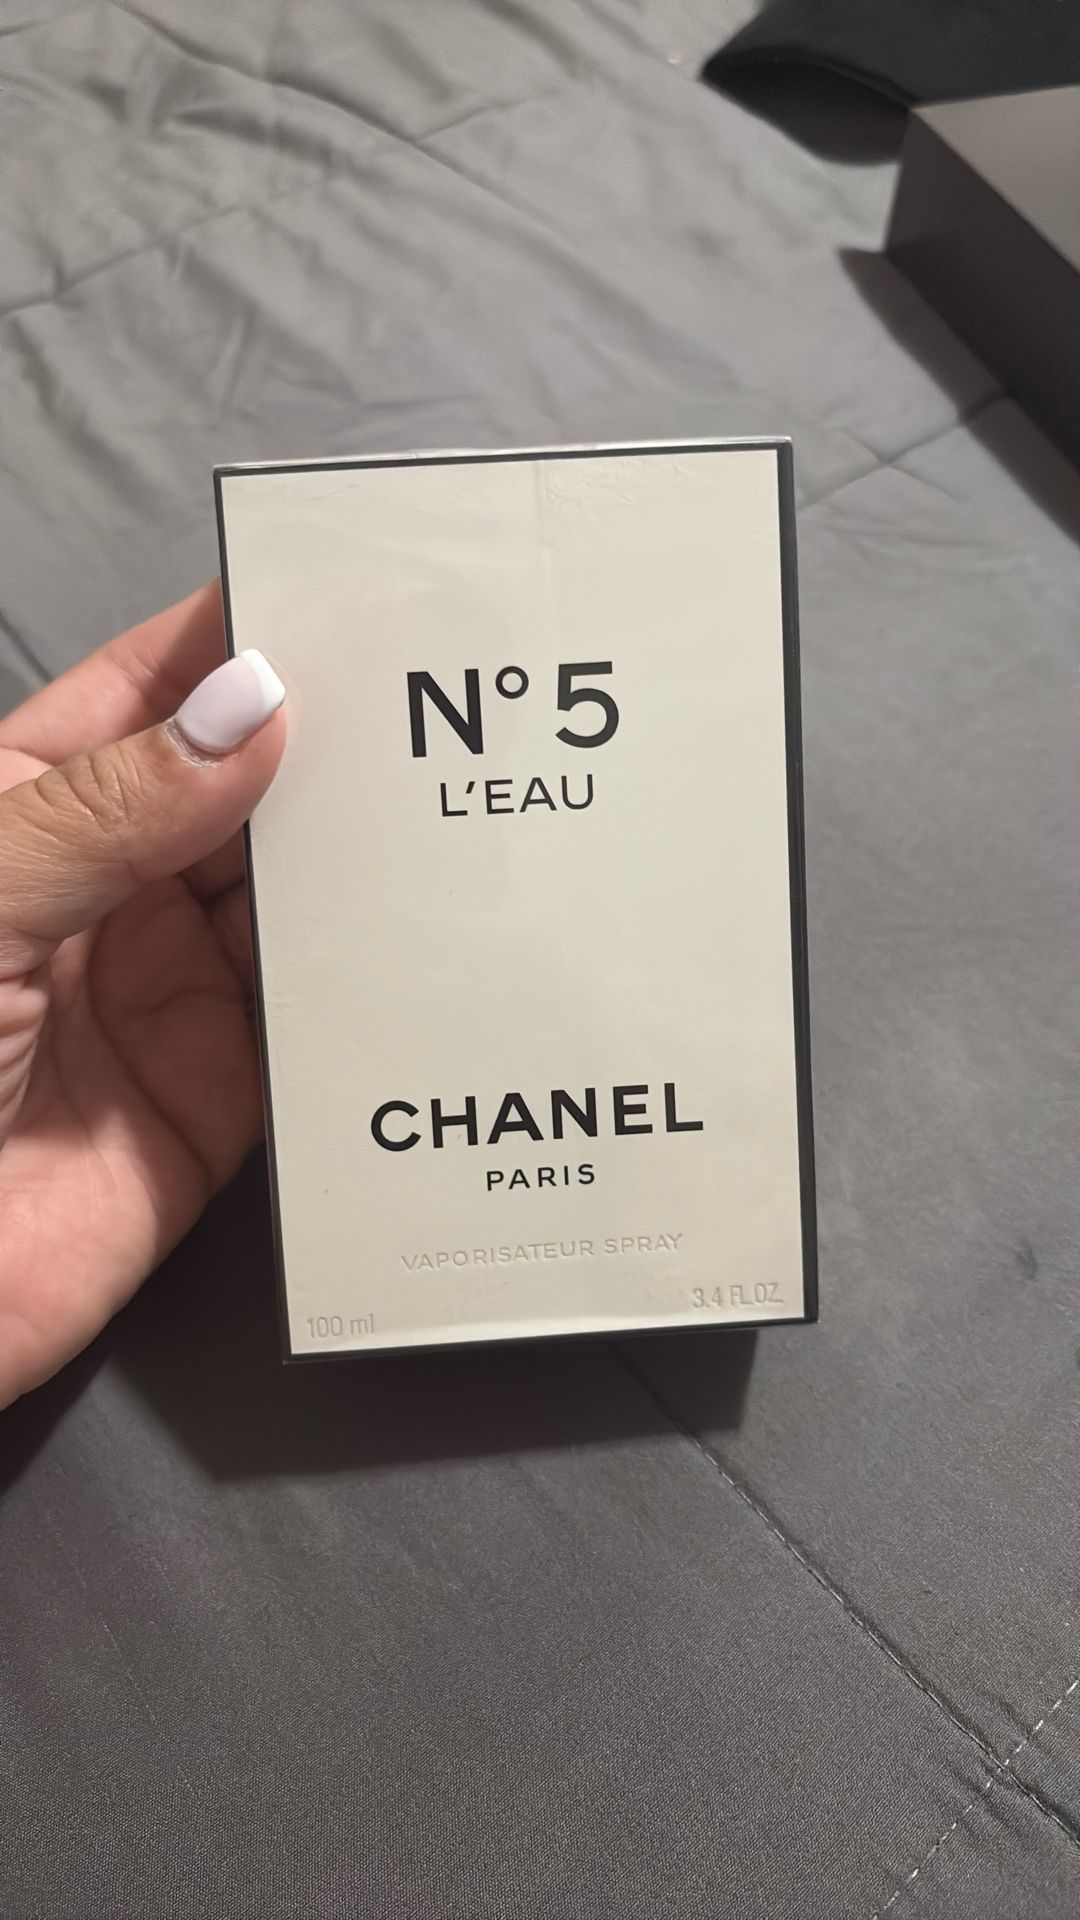 N° 5
L'EAU
CHANEL
PARIS
VAPORISATEUR SPRAY
100 ml
3.4 FL.OZ.